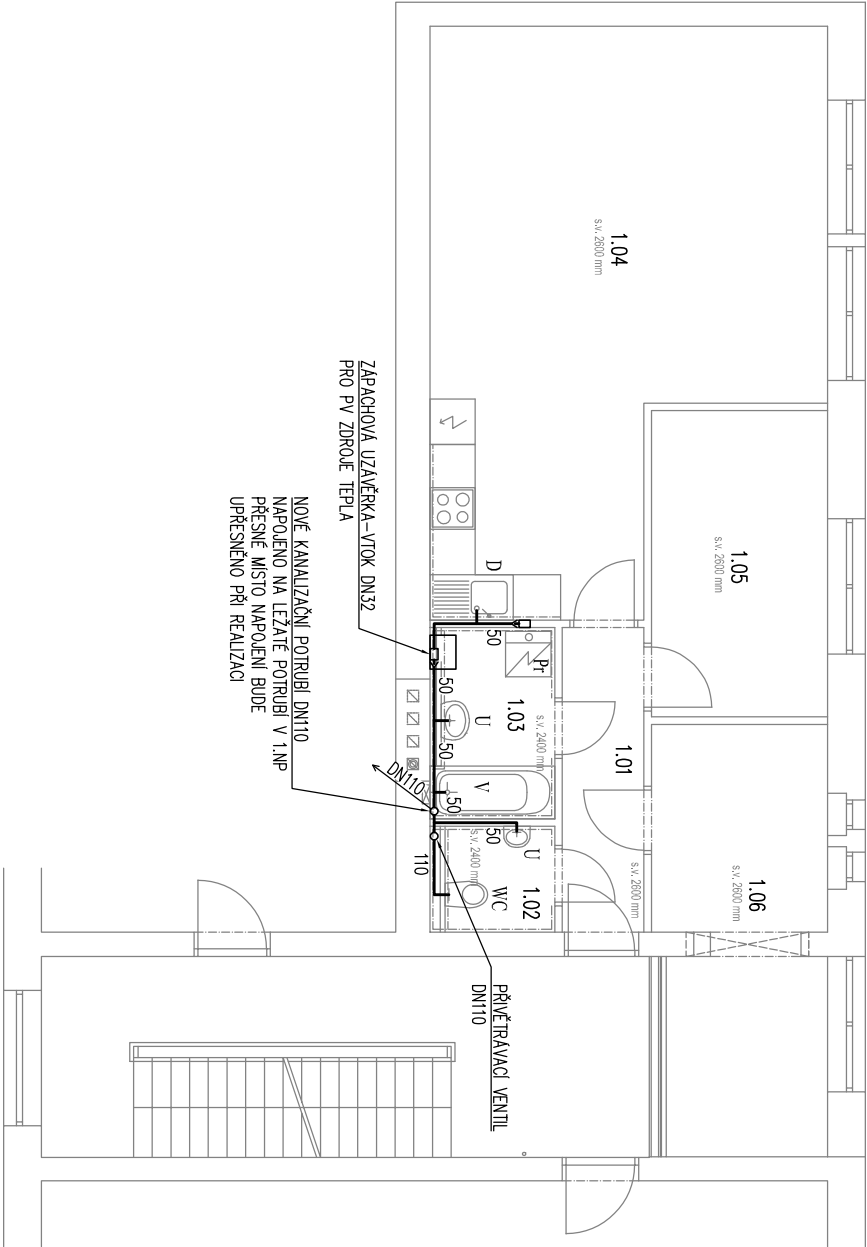 1.04
s.v. 2600 mm
1.05
s.v. 2600 mm
1.06
s.v. 2600 mm
1.01
s.v. 2600 mm
1.03
s.v. 2400 mm
1.02
s.v. 2400 mm
D
50
Pr
50
U
50
V
50
DN110
50
U
110
WC
ZÁPACHOVÁ UZÁVĚRKA-VTOK DN32
PRO PV ZDROJE TEPLA
NOVÉ KANALIZAČNÍ POTRUBÍ DN110
NAPOJENO NA LEŽATÉ POTRUBÍ V 1.NP
PŘESNÉ MÍSTO NAPOJENÍ BUDE
UPŘESNĚNO PŘI REALIZACI
PŘIVĚTRÁVACÍ VENTIL
DN110